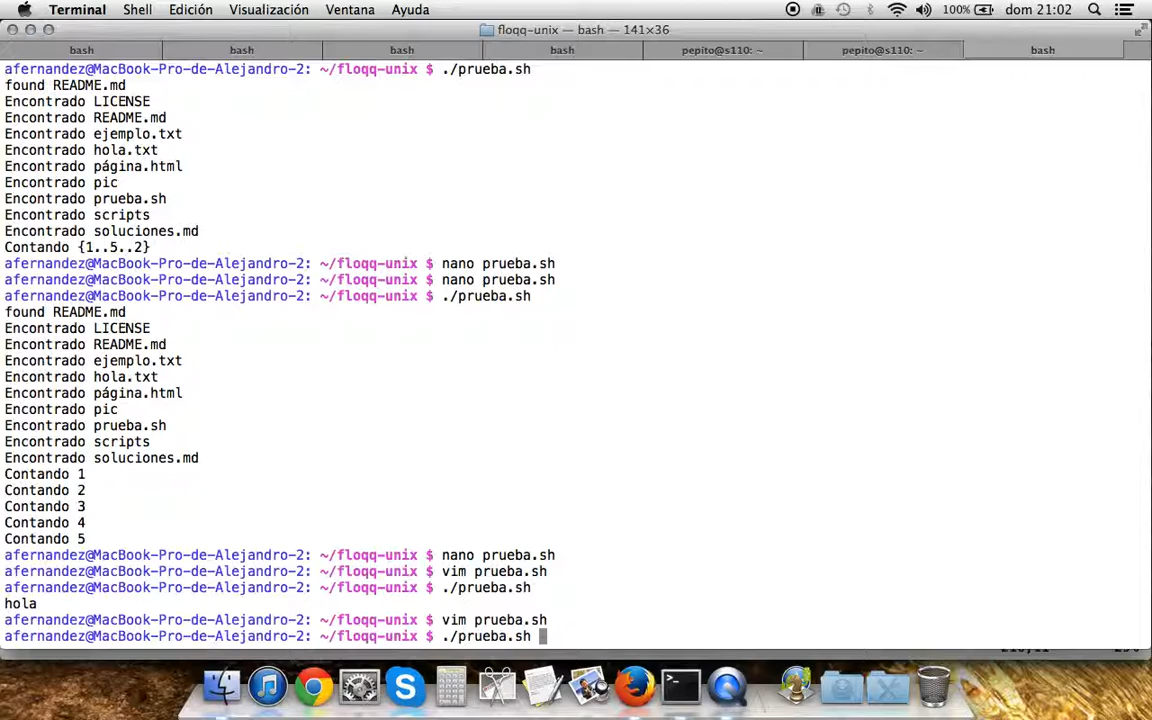 Terminal Shell Edición Visualización Ventana Ayuda 100% dom 21:02
floqq-unix — bash — 141×36
bash bash bash bash pepito@s110: ~ pepito@s110: ~ bash
afernandez@MacBook-Pro-de-Alejandro-2: ~/floqq-unix $ ./prueba.sh
found README.md
Encontrado LICENSE
Encontrado README.md
Encontrado ejemplo.txt
Encontrado hola.txt
Encontrado página.html
Encontrado pic
Encontrado prueba.sh
Encontrado scripts
Encontrado soluciones.md
Contando {1..5..2}
afernandez@MacBook-Pro-de-Alejandro-2: ~/floqq-unix $ nano prueba.sh
afernandez@MacBook-Pro-de-Alejandro-2: ~/floqq-unix $ nano prueba.sh
afernandez@MacBook-Pro-de-Alejandro-2: ~/floqq-unix $ ./prueba.sh
found README.md
Encontrado LICENSE
Encontrado README.md
Encontrado ejemplo.txt
Encontrado hola.txt
Encontrado página.html
Encontrado pic
Encontrado prueba.sh
Encontrado scripts
Encontrado soluciones.md
Contando 1
Contando 2
Contando 3
Contando 4
Contando 5
afernandez@MacBook-Pro-de-Alejandro-2: ~/floqq-unix $ nano prueba.sh
afernandez@MacBook-Pro-de-Alejandro-2: ~/floqq-unix $ vim prueba.sh
afernandez@MacBook-Pro-de-Alejandro-2: ~/floqq-unix $ ./prueba.sh
hola
afernandez@MacBook-Pro-de-Alejandro-2: ~/floqq-unix $ vim prueba.sh
afernandez@MacBook-Pro-de-Alejandro-2: ~/floqq-unix $ ./prueba.sh